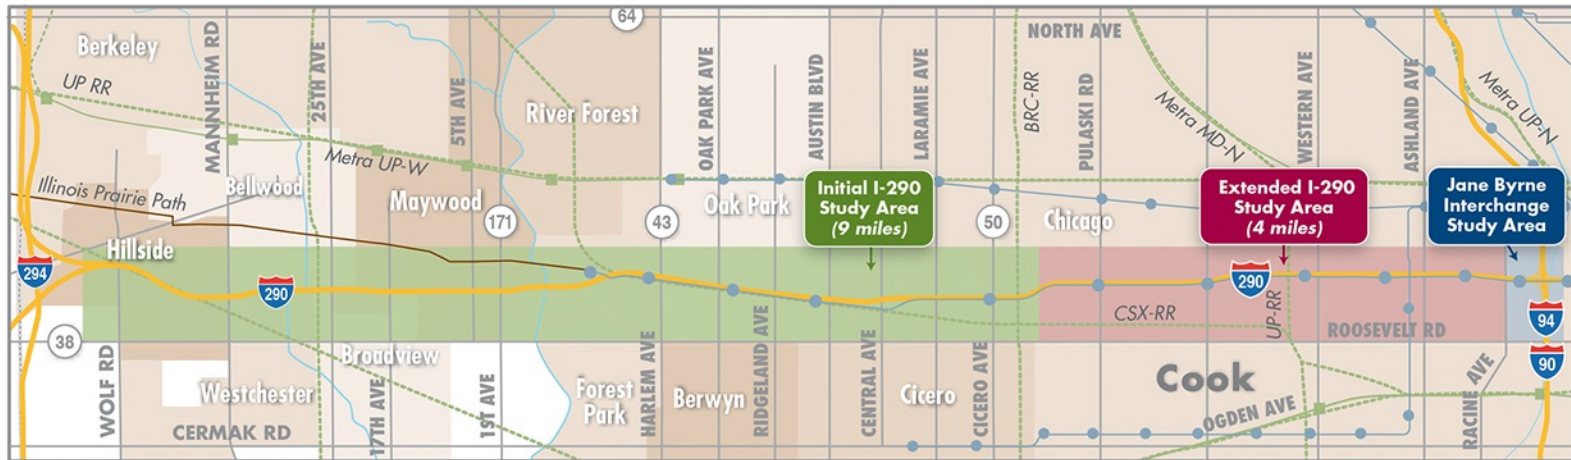 64
Berkeley
UP RR
MANNHEIM RD
25TH AVE
5TH AVE
River Forest
OAK PARK AVE
AUSTIN BLVD
LARAMIE AVE
NORTH AVE
BRC-RR
PULASKI RD
Metra MD-N
WESTERN AVE
ASHLAND AVE
Metra UP-N
Metra UP-W
Illinois Prairie Path
Bellwood
Maywood
171
43
Oak Park
Initial I-290
Study Area
(9 miles)
50
Chicago
Extended I-290
Study Area
(4 miles)
Jane Byrne
Interchange
Study Area
Hillside
294
290
290
CSX-RR
UP-RR
ROOSEVELT RD
94
38
90
WOLF RD
Broadview
Westchester
CERMAK RD
17TH AVE
1ST AVE
Forest
Park
HARLEM AVE
Berwyn
RIDGELAND AVE
CENTRAL AVE
Cicero
CICERO AVE
Cook
OGDEN AVE
RACINE AVE